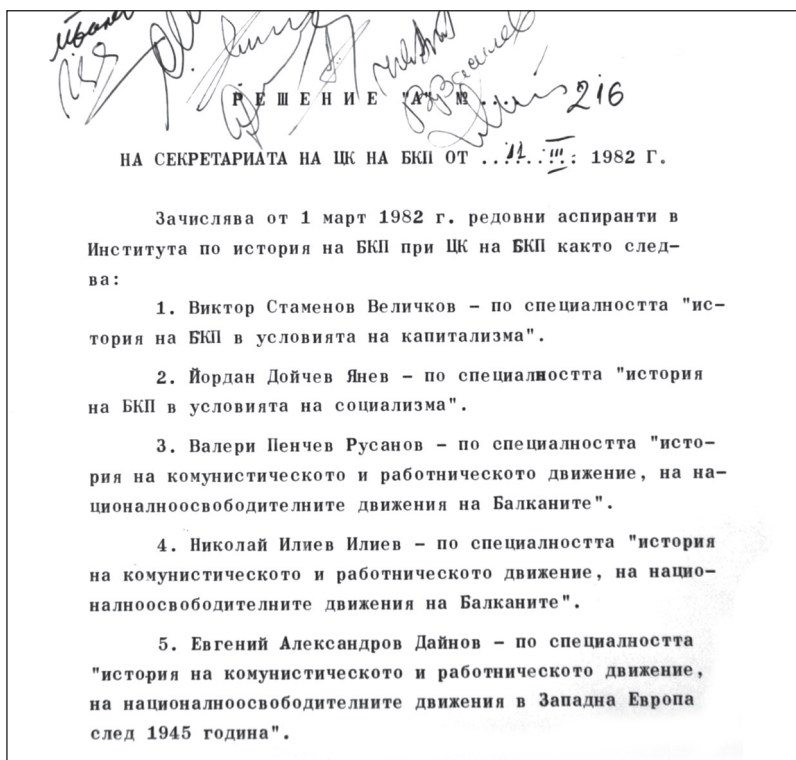 Р Е Ш Е Н И Е "А" № . . . 216
НА СЕКРЕТАРИАТА НА ЦК НА БКП ОТ ..11...III.: 1982 Г.
Зачислява от 1 март 1982 г. редовни аспиранти в
Института по история на БКП при ЦК на БКП както след-
ва:
1. Виктор Стаменов Величков – по специалността "ис-
тория на БКП в условията на капитализма".
2. Йордан Дойчев Янев – по специалността "история
на БКП в условията на социализма".
3. Валери Пенчев Русанов – по специалността "исто-
рия на комунистическото и работническото движение, на на-
ционалноосвободителните движения на Балканите".
4. Николай Илиев Илиев – по специалността "история
на комунистическото и работническото движение, на нацио-
налноосвободителните движения на Балканите".
5. Евгений Александров Дайнов – по специалността
"история на комунистическото и работническото движение,
на националноосвободителните движения в Западна Европа
след 1945 година".